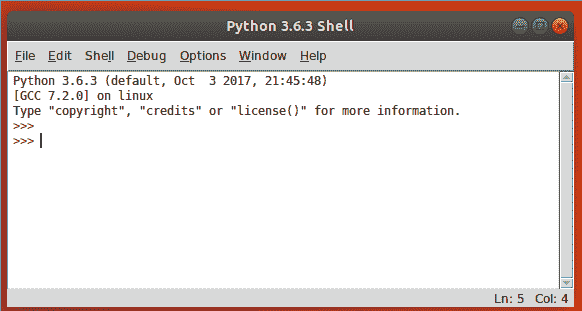 Python 3.6.3 Shell
File Edit Shell Debug Options Window Help
Python 3.6.3 (default, Oct  3 2017, 21:45:48)
[GCC 7.2.0] on linux
Type "copyright", "credits" or "license()" for more information.
>>>
>>>
Ln: 5 Col: 4